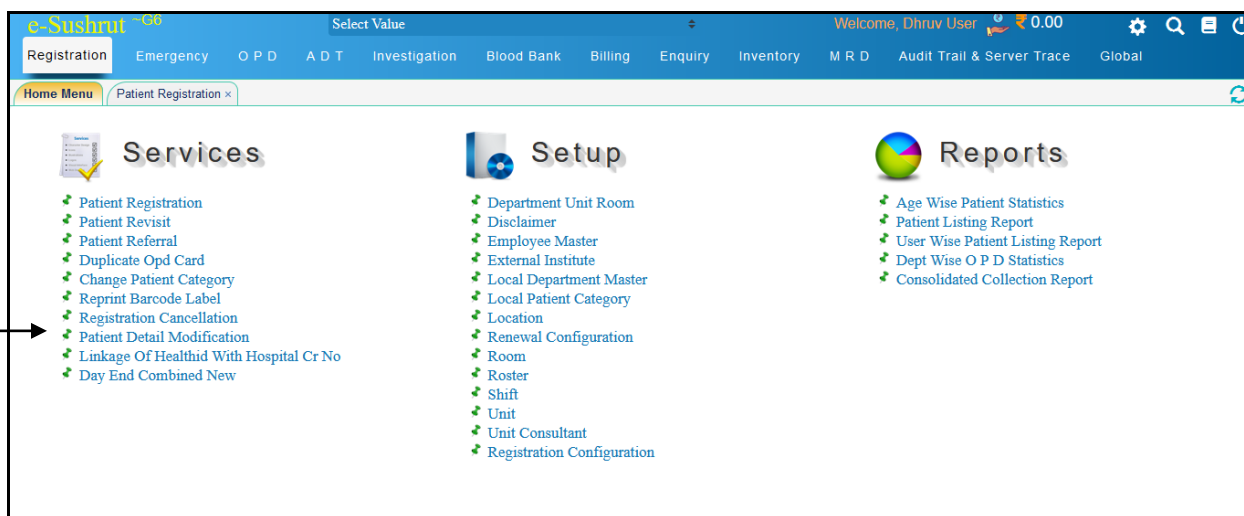 e-Sushrut ~G6 Select Value Welcome, Dhruv User ₹ 0.00
Registration Emergency O P D A D T Investigation Blood Bank Billing Enquiry Inventory M R D Audit Trail & Server Trace Global
Home Menu Patient Registration ×
Services
Patient Registration
Patient Revisit
Patient Referral
Duplicate Opd Card
Change Patient Category
Reprint Barcode Label
Registration Cancellation
Patient Detail Modification
Linkage Of Healthid With Hospital Cr No
Day End Combined New
Setup
Department Unit Room
Disclaimer
Employee Master
External Institute
Local Department Master
Local Patient Category
Location
Renewal Configuration
Room
Roster
Shift
Unit
Unit Consultant
Registration Configuration
Reports
Age Wise Patient Statistics
Patient Listing Report
User Wise Patient Listing Report
Dept Wise O P D Statistics
Consolidated Collection Report